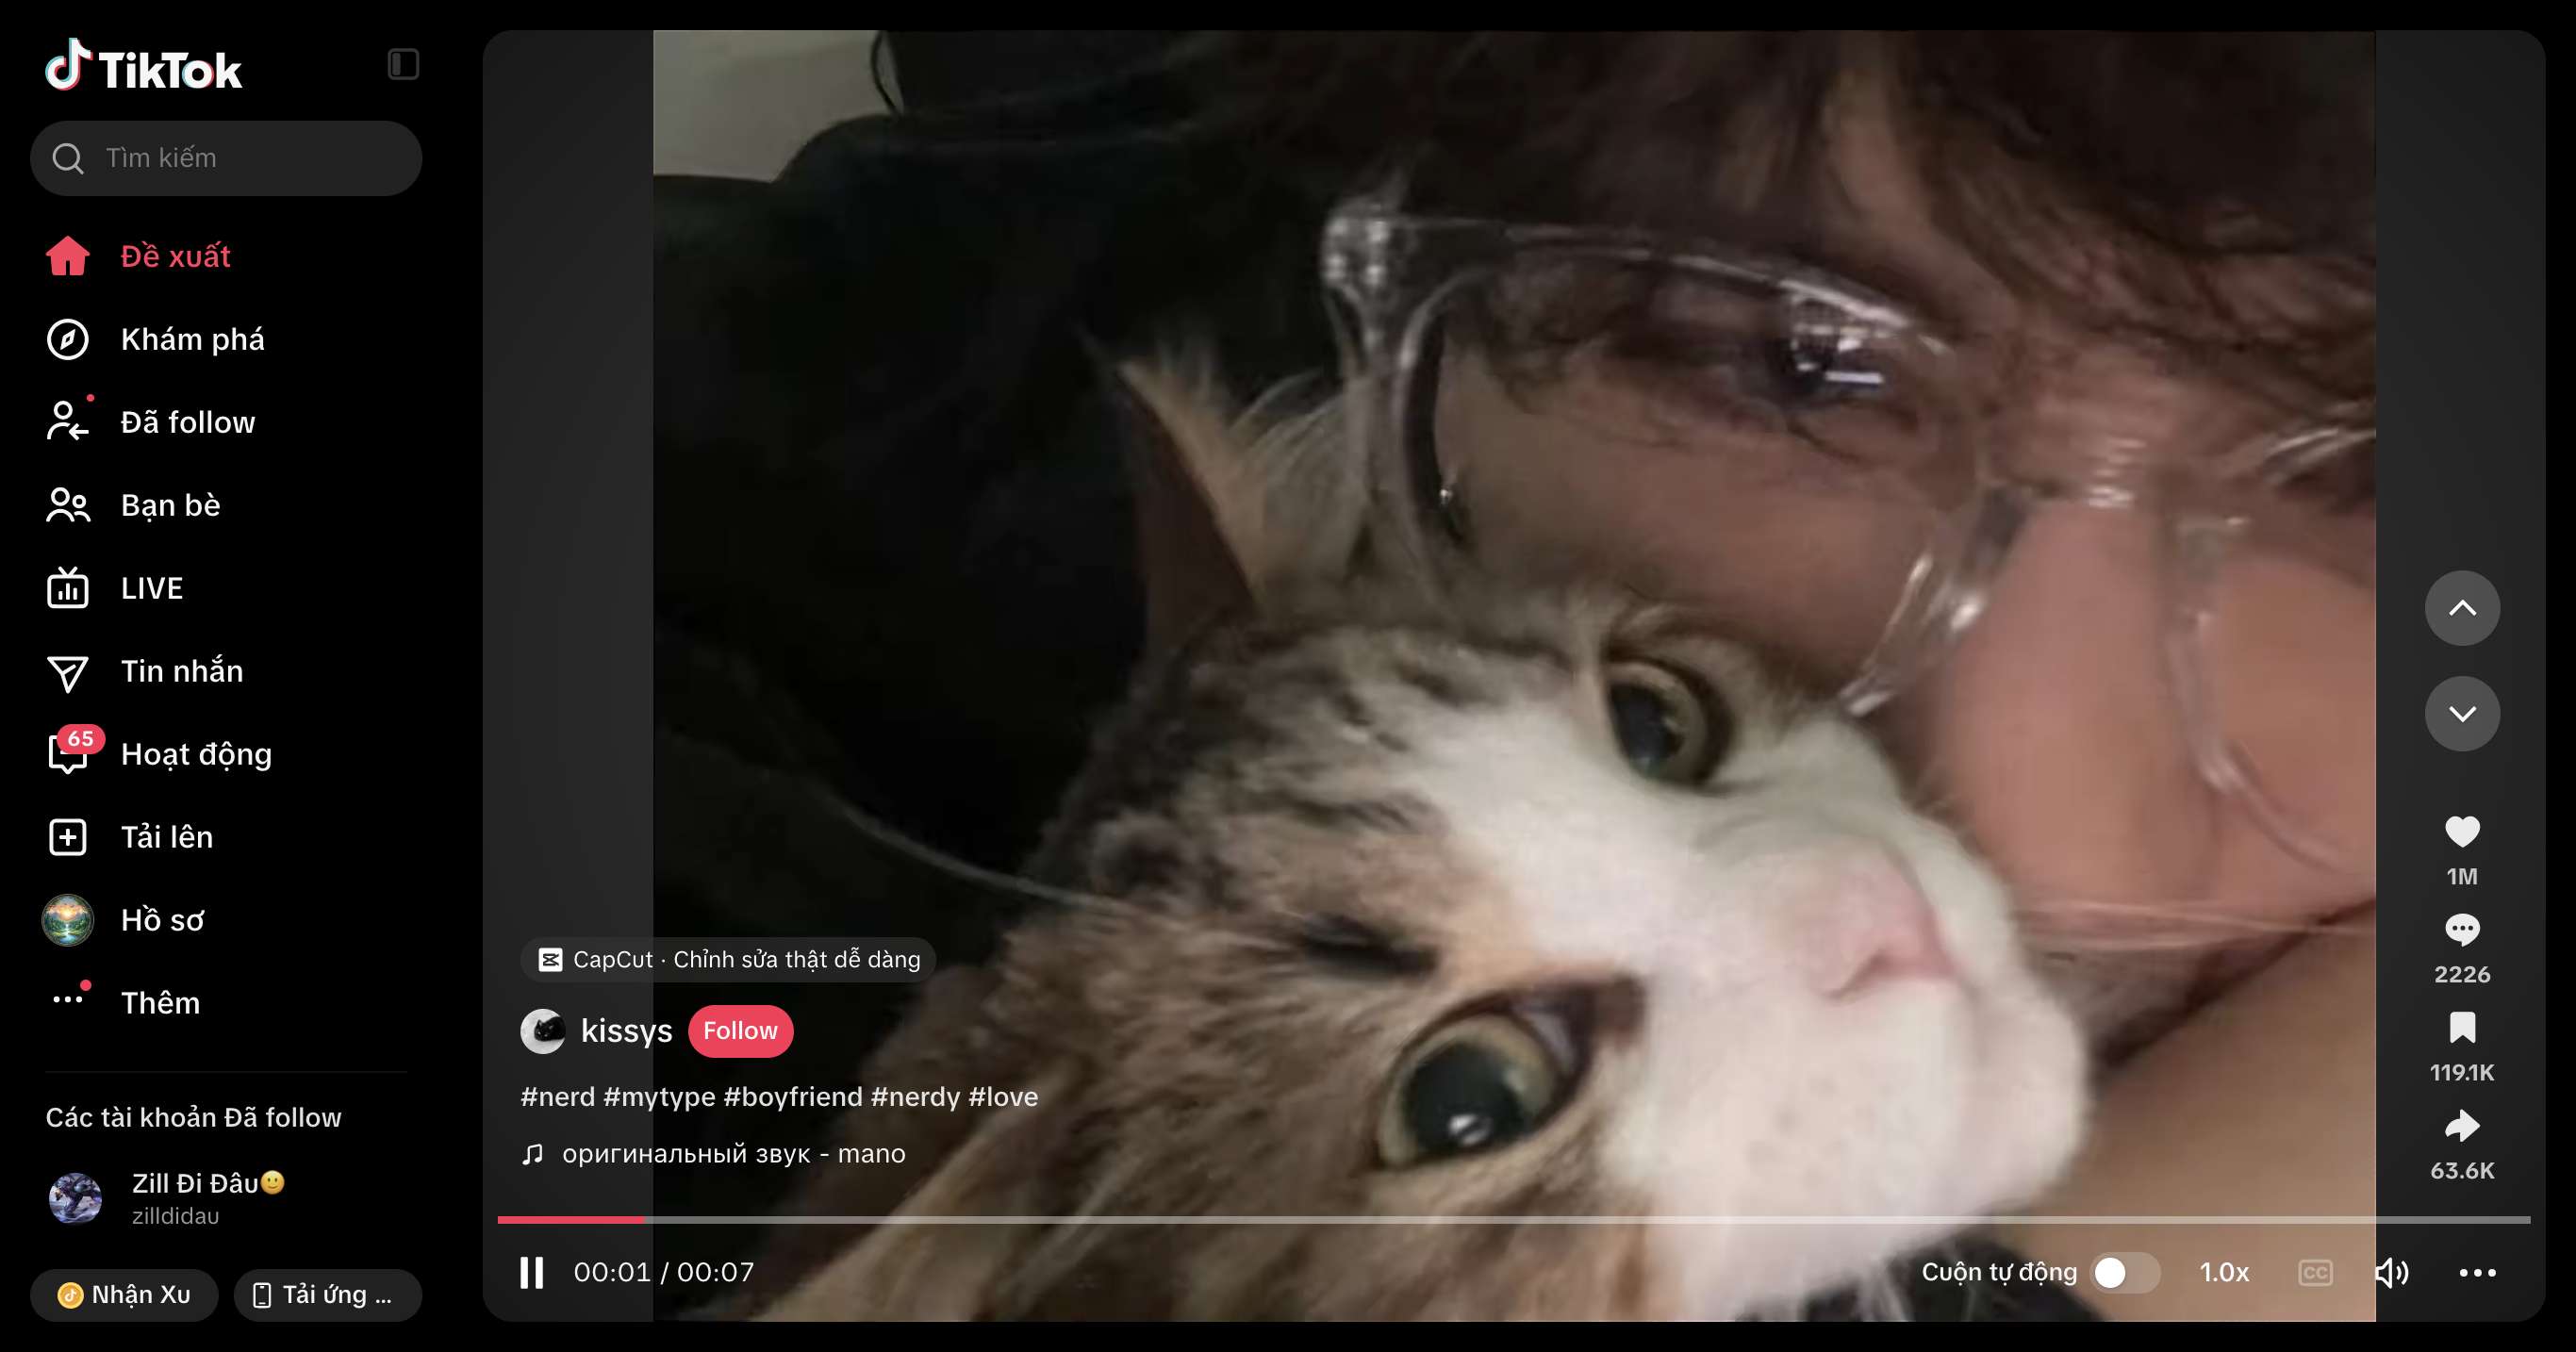 TikTok
Tìm kiếm
Đề xuất
Khám phá
Đã follow
Bạn bè
LIVE
Tin nhắn
65
Hoạt động
Tải lên
Hồ sơ
Thêm
Các tài khoản Đã follow
Zill Đi Đâu🙂
zilldidau
Nhận Xu
Tải ứng ...
CapCut · Chỉnh sửa thật dễ dàng
kissys
Follow
#nerd #mytype #boyfriend #nerdy #love
оригинальный звук - mano
00:01 / 00:07
Cuộn tự động
1.0x
CC
1M
2226
119.1K
63.6K